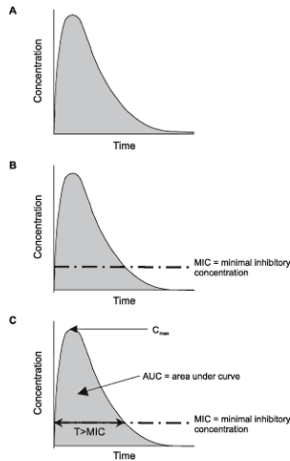 A
Concentration
Time
B
Concentration
MIC = minimal inhibitory
concentration
Time
C
Cmax
Concentration
AUC = area under curve
T>MIC
MIC = minimal inhibitory
concentration
Time